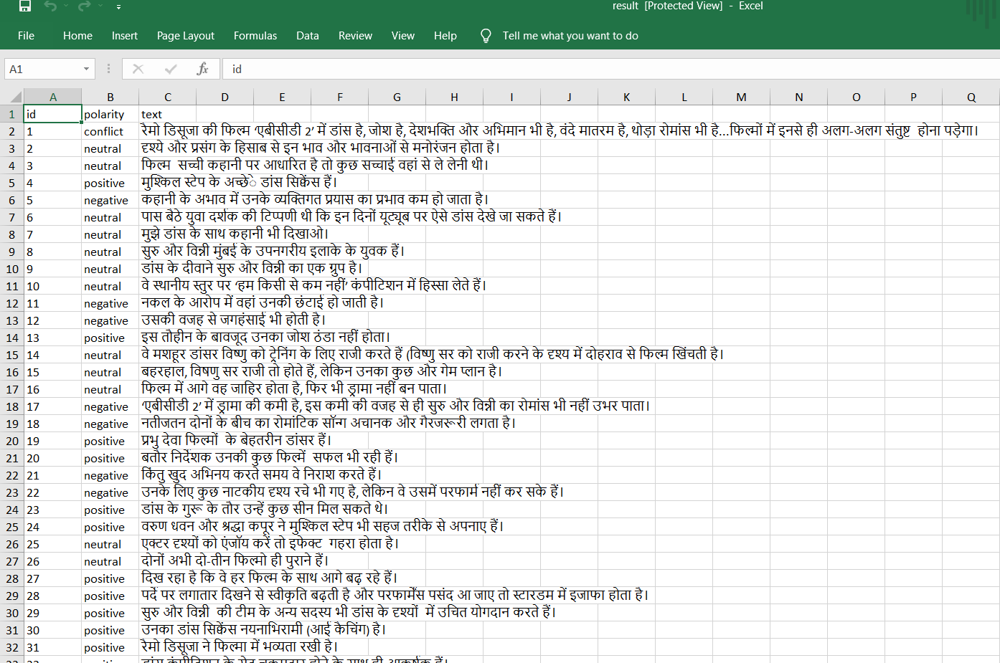 result [Protected View] - Excel
File Home Insert Page Layout Formulas Data Review View Help Tell me what you want to do
A1 fx id
A B C D E F G H I J K L M N O P Q
1 id polarity text
2 1 conflict रैमो डिसूजा की फिल्म ‘एबीसीडी 2’ में डांस है, जोश है, देशभक्ति और अभिमान भी है, वंदे मातरम है, थोड़ा रोमांस भी है...फिल्मों में इनसे ही अलग-अलग संतुष्ट होना पड़ेगा।
3 2 neutral दृश्ये और प्रसंग के हिसाब से इन भाव और भावनाओं से मनोरंजन होता है।
4 3 neutral फिल्म सच्ची कहानी पर आधारित है तो कुछ सच्चाई वहां से ले लेनी थी।
5 4 positive मुश्किल स्टेप के अच्छेे डांस सिक्वेंस हैं।
6 5 negative कहानी के अभाव में उनके व्यक्तिगत प्रयास का प्रभाव कम हो जाता है।
7 6 neutral पास बैठे युवा दर्शक की टिप्पणी थी कि इन दिनों यूट्यूब पर ऐसे डांस देखे जा सकते हैं।
8 7 neutral मुझे डांस के साथ कहानी भी दिखाओ।
9 8 neutral सुरु और विन्नी मुंबई के उपनगरीय इलाके के युवक हैं।
10 9 neutral डांस के दीवाने सुरु और विन्नी का एक ग्रुप है।
11 10 neutral वे स्थानीय स्तुर पर ‘हम किसी से कम नहीं’ कंपीटिशन में हिस्सा लेते हैं।
12 11 negative नकल के आरोप में वहां उनकी छंटाई हो जाती है।
13 12 negative उसकी वजह से जगहंसाई भी होती है।
14 13 positive इस तौहीन के बावजूद उनका जोश ठंडा नहीं होता।
15 14 neutral वे मशहूर डांसर विष्णु को ट्रेनिंग के लिए राजी करते हैं (विष्णु सर को राजी करने के दृश्य में दोहराव से फिल्म खिंचती है।
16 15 neutral बहरहाल, विषणु सर राजी तो होते हैं, लेकिन उनका कुछ और गेम प्लान है।
17 16 neutral फिल्म में आगे वह जाहिर होता है, फिर भी ड्रामा नहीं बन पाता।
18 17 negative ‘एबीसीडी 2’ में ड्रामा की कमी है, इस कमी की वजह से ही सुरु और विन्नी का रोमांस भी नहीं उभर पाता।
19 18 negative नतीजतन दोनों के बीच का रोमांटिक सॉन्ग अचानक और गैरजरूरी लगता है।
20 19 positive प्रभु देवा फिल्मों के बेहतरीन डांसर हैं।
21 20 positive बतौर निर्देशक उनकी कुछ फिल्में सफल भी रही हैं।
22 21 negative किंतु खुद अभिनय करते समय वे निराश करते हैं।
23 22 negative उनके लिए कुछ नाटकीय दृश्य रचे भी गए है, लेकिन वे उसमें परफार्म नहीं कर सके हैं।
24 23 positive डांस के गुरू के तौर उन्हें कुछ सीन मिल सकते थे।
25 24 positive वरुण धवन और श्रद्धा कपूर ने मुश्किल स्टेप भी सहज तरीके से अपनाए हैं।
26 25 neutral एक्टर दृश्यों को एंजॉय करें तो इफेक्ट गहरा होता है।
27 26 neutral दोनों अभी दो-तीन फिल्मो ही पुराने हैं।
28 27 positive दिख रहा है कि वे हर फिल्म के साथ आगे बढ़ रहे हैं।
29 28 positive पर्दे पर लगातार दिखने से स्वीकृति बढ़ती है और परफार्मेंस पसंद आ जाए तो स्टारडम में इजाफा होता है।
30 29 positive सुरु और विन्नी की टीम के अन्य सदस्य भी डांस के दृश्यों में उचित योगदान करते हैं।
31 30 positive उनका डांस सिक्वेंस नयनाभिरामी (आई कैचिंग) है।
32 31 positive रैमो डिसूजा ने फिल्मा में भव्यता रखी है।